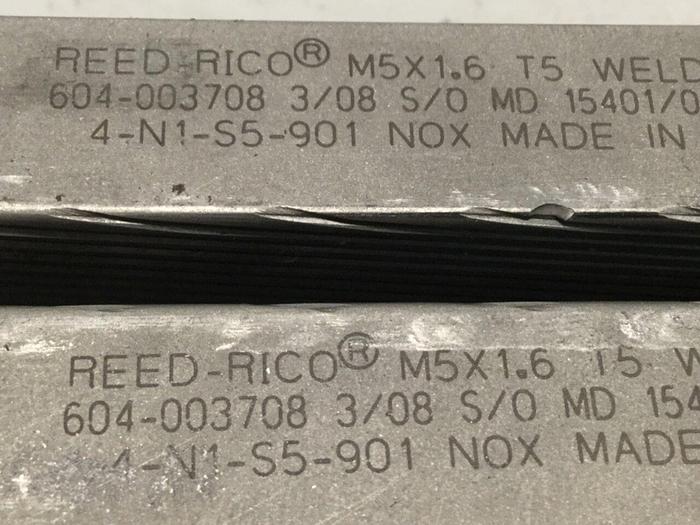 REED-RICO® M5X1.6 T5 WELD
604-003708 3/08 S/O MD 15401/0
4-N1-S5-901 NOX MADE IN
REED-RICO® M5X1.6 T5 W
604-003708 3/08 S/O MD 154
4-N1-S5-901 NOX MADE